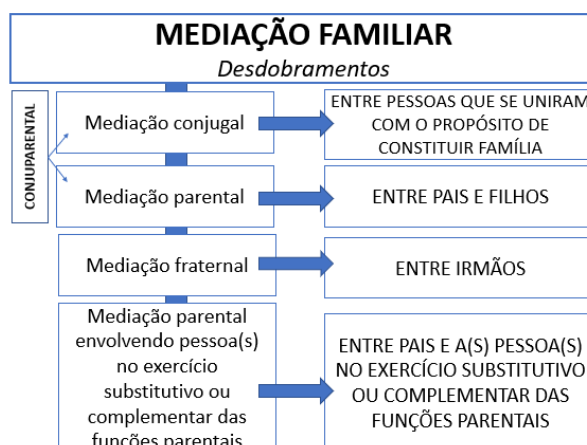 MEDIAÇÃO FAMILIAR
Desdobramentos
CONJUPARENTAL
Mediação conjugal
ENTRE PESSOAS QUE SE UNIRAM
COM O PROPÓSITO DE
CONSTITUIR FAMÍLIA
Mediação parental
ENTRE PAIS E FILHOS
Mediação fraternal
ENTRE IRMÃOS
Mediação parental
envolvendo pessoa(s)
no exercício
substitutivo ou
complementar das
funções parentais
ENTRE PAIS E A(S) PESSOA(S)
NO EXERCÍCIO SUBSTITUTIVO
OU COMPLEMENTAR DAS
FUNÇÕES PARENTAIS